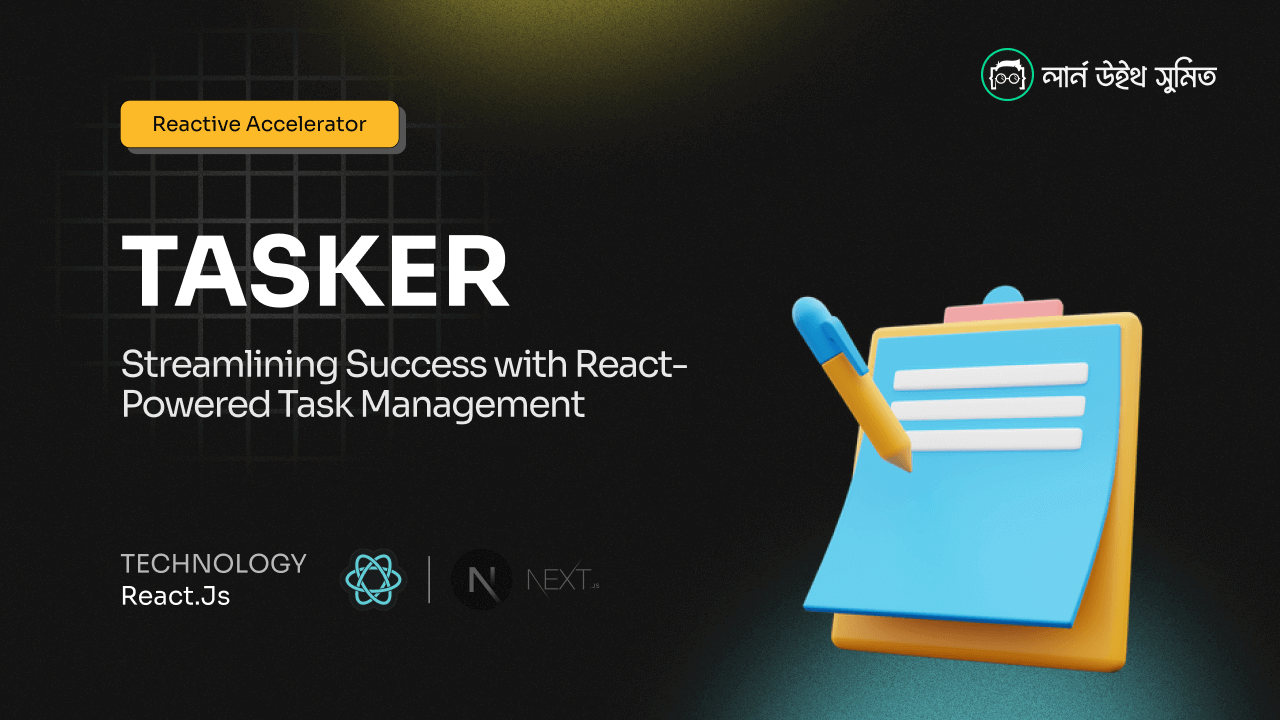 লার্ন উইথ সুমিত
Reactive Accelerator
TASKER
Streamlining Success with React-
Powered Task Management
TECHNOLOGY
React.Js
N
NEXT.JS